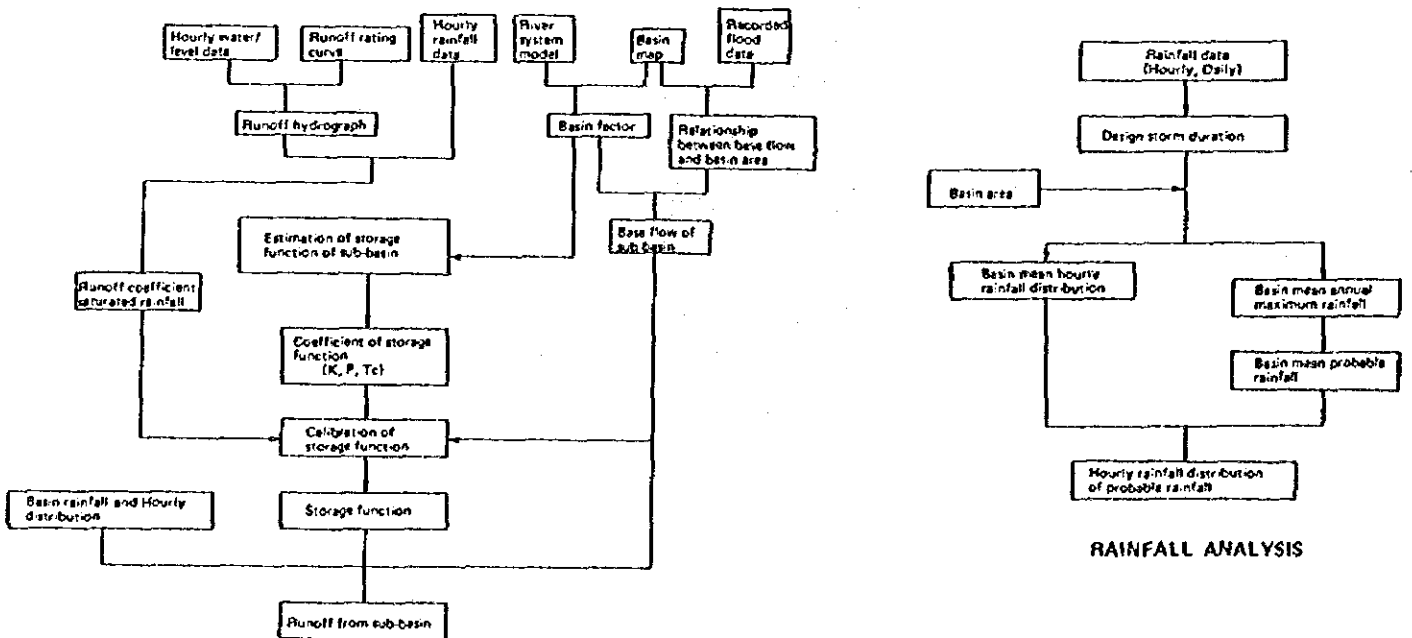 Hourly water/
level data
Runoff rating
curve
Hourly
rainfall
data
River
system
model
Basin
map
Recorded
flood
data
Runoff hydrograph
Basin factor
Relationship
between base flow
and basin area
Estimation of storage
function of sub-basin
Base flow of
sub basin
Runoff coefficient
saturated rainfall
Coefficient of storage
function
(K, P, Tc)
Calibration of
storage function
Basin rainfall and Hourly
distribution
Storage function
Runoff from sub-basin
Rainfall data
(Hourly, Daily)
Design storm duration
Basin area
Basin mean hourly
rainfall distribution
Basin mean annual
maximum rainfall
Basin mean probable
rainfall
Hourly rainfall distribution
of probable rainfall
RAINFALL ANALYSIS